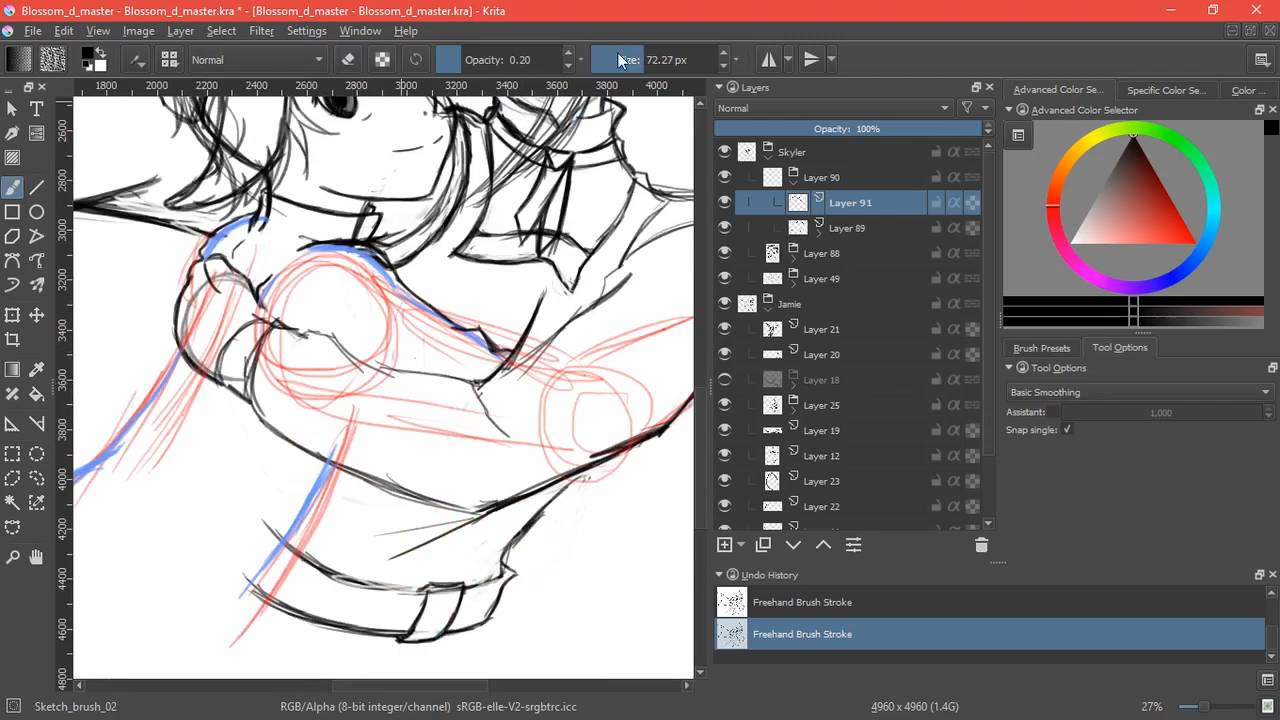 Blossom_d_master - Blossom_d_master.kra * - [Blossom_d_master.kra] - Krita
File Edit View Image Layer Select Filter Settings Window Help
Normal Opacity: 0.20 72.27 px
1800 2000 2200 2400 2600 2800 3000 3200 3400 3600 3800 4000
2600
2800
3000
3200
3400
3600
3800
4000
4200
4400
4600
4800
Layers
Normal
Opacity: 100%
Skyler
Layer 90
Layer 91
Layer 89
Layer 88
Layer 49
Jamie
Layer 21
Layer 20
Layer 18
Layer 25
Layer 19
Layer 12
Layer 23
Layer 22
Undo History
Freehand Brush Stroke
Freehand Brush Stroke
Advanced Color Se... Specific Color Se... Color ...
Advanced Color Selector
Brush Presets Tool Options
Tool Options
Basic Smoothing
Assistant: 1,000
Snap single:
Sketch_brush_02 RGB/Alpha (8-bit integer/channel) sRGB-elle-V2-srgbtrc.icc 4960 x 4960 (1.4G) 27%